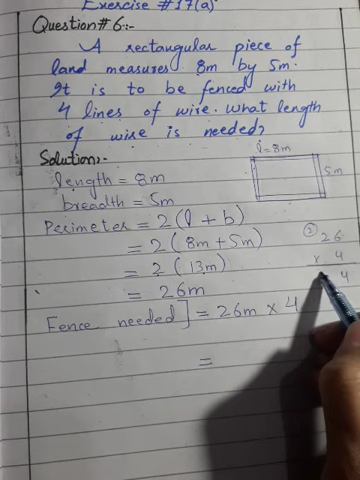 Exercise #17(a)
Question# 6:-
A rectangular piece of
land measures 8m by 5m.
It is to be fenced with
4 lines of wire. What length
of wire is needed?
Solution:-
l=8m
5m
length = 8m
breadth = 5m
Perimeter = 2(l + b)
= 2(8m+5m)
= 2(13m)
= 26m
Fence needed] = 26m × 4
=
2
26
× 4
4